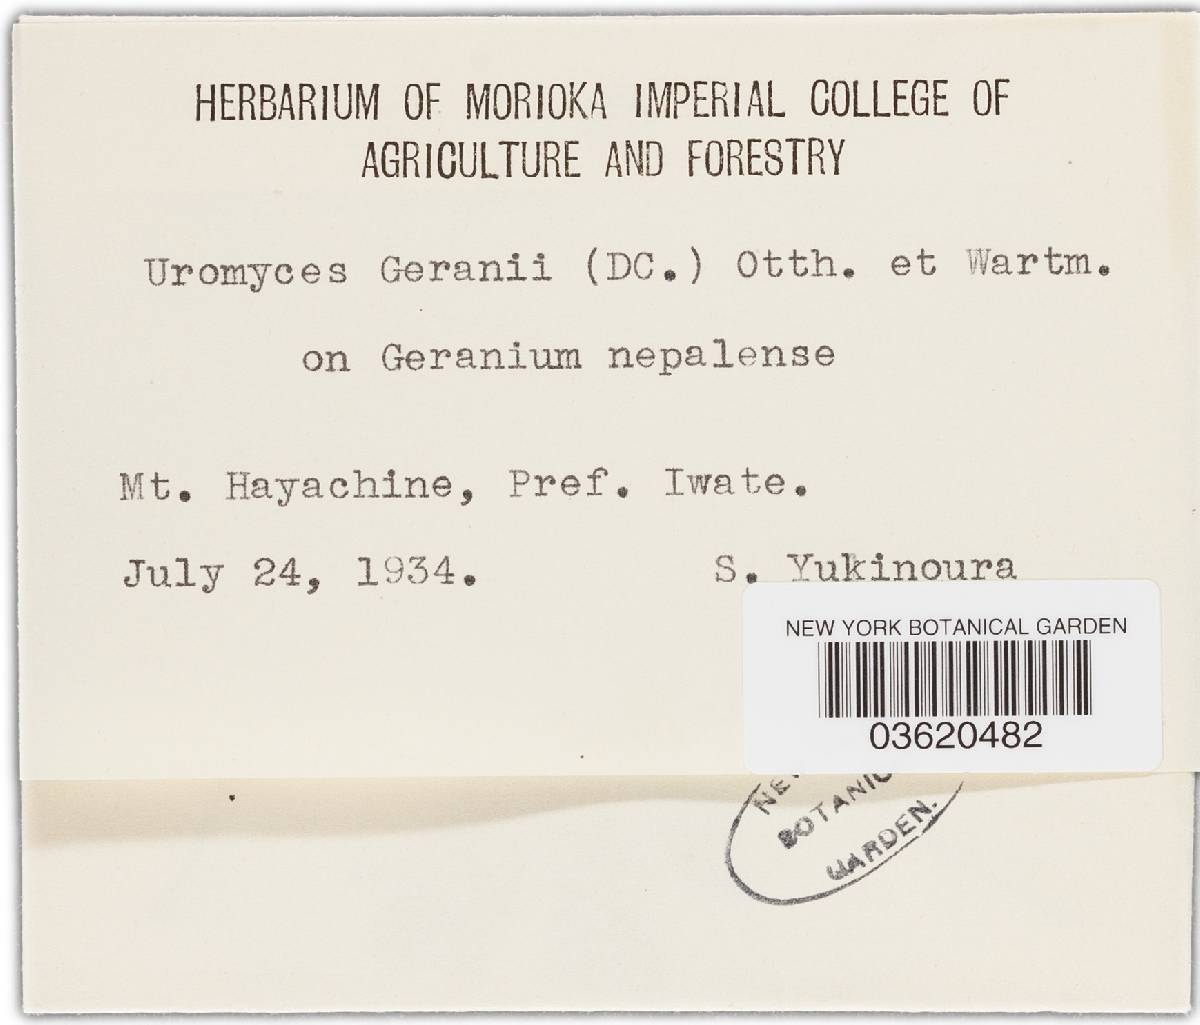 HERBARIUM OF MORIOKA IMPERIAL COLLEGE OF
AGRICULTURE AND FORESTRY
Uromyces Geranii (DC.) Otth. et Wartm.
on Geranium nepalense
Mt. Hayachine, Pref. Iwate.
July 24, 1934. S. Yukinoura
NEW YORK BOTANICAL GARDEN
03620482
BOTANIC
GARDEN.